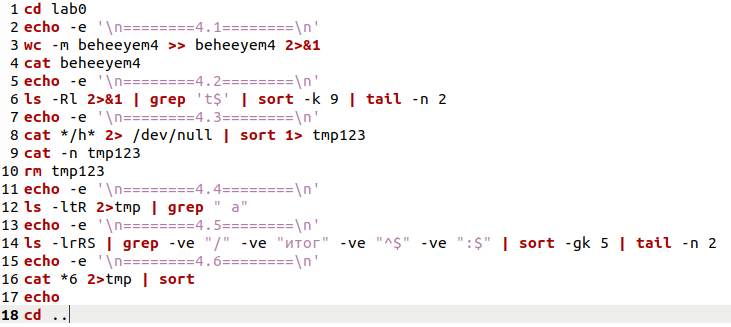 1 cd lab0
2 echo -e '\n========4.1========\n'
3 wc -m beheeyem4 >> beheeyem4 2>&1
4 cat beheeyem4
5 echo -e '\n========4.2========\n'
6 ls -Rl 2>&1 | grep 't$' | sort -k 9 | tail -n 2
7 echo -e '\n========4.3========\n'
8 cat */h* 2> /dev/null | sort 1> tmp123
9 cat -n tmp123
10 rm tmp123
11 echo -e '\n========4.4========\n'
12 ls -ltR 2>tmp | grep " a"
13 echo -e '\n========4.5========\n'
14 ls -lrRS | grep -ve "/" -ve "итог" -ve "^$" -ve ":$" | sort -gk 5 | tail -n 2
15 echo -e '\n========4.6========\n'
16 cat *6 2>tmp | sort
17 echo
18 cd ..